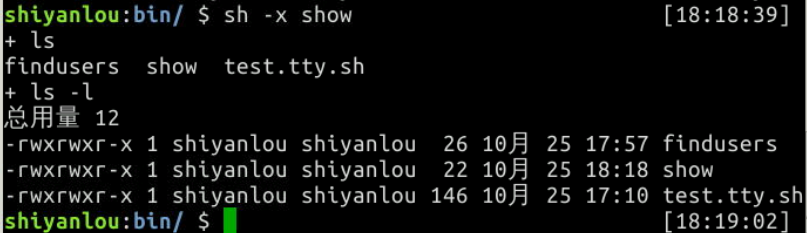 shiyanlou:bin/ $ sh -x show [18:18:39]
+ ls
findusers show test.tty.sh
+ ls -l
总用量 12
-rwxrwxr-x 1 shiyanlou shiyanlou 26 10月 25 17:57 findusers
-rwxrwxr-x 1 shiyanlou shiyanlou 22 10月 25 18:18 show
-rwxrwxr-x 1 shiyanlou shiyanlou 146 10月 25 17:10 test.tty.sh
shiyanlou:bin/ $ [18:19:02]